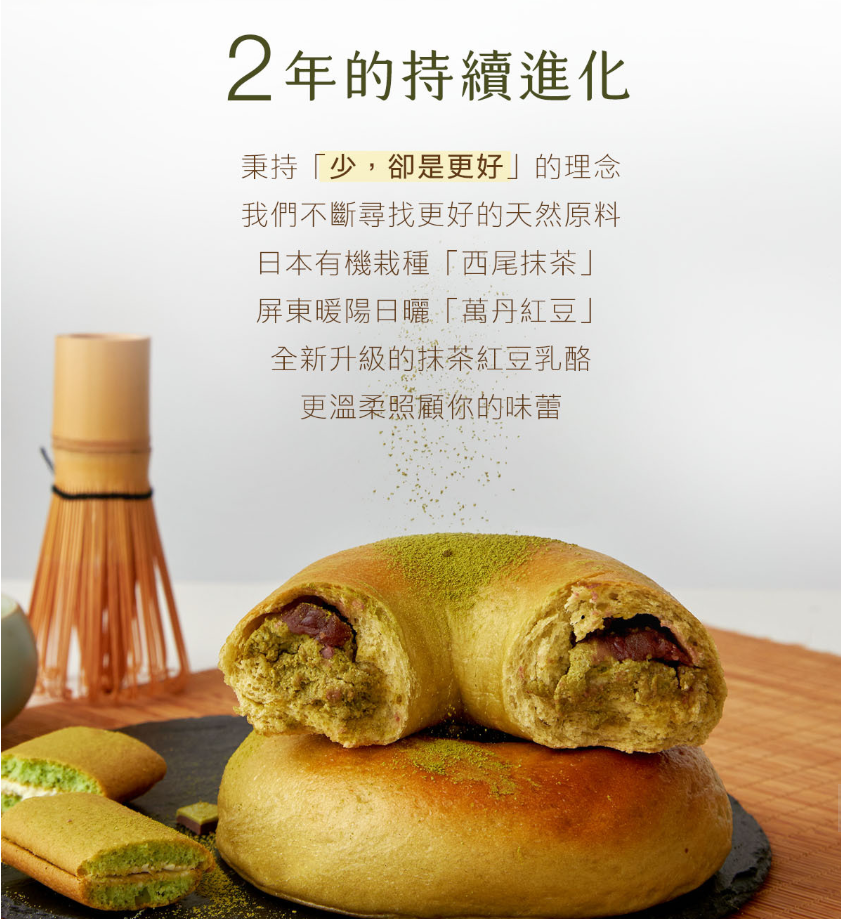 2年的持續進化
秉持「少，卻是更好」的理念
我們不斷尋找更好的天然原料
日本有機栽種「西尾抹茶」
屏東暖陽日曬「萬丹紅豆」
全新升級的抹茶紅豆乳酪
更溫柔照顧你的味蕾